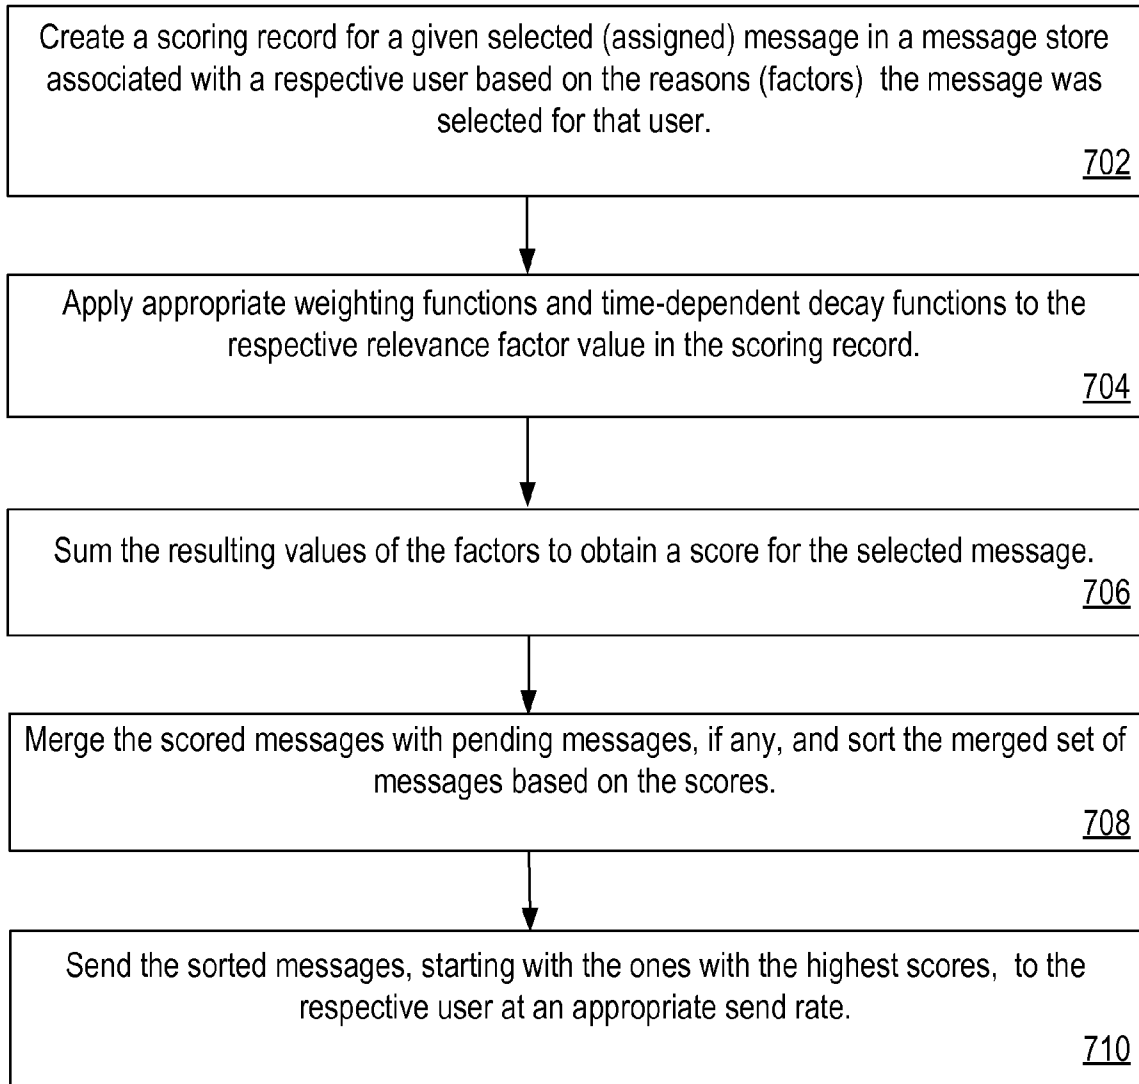 Create a scoring record for a given selected (assigned) message in a message store
associated with a respective user based on the reasons (factors) the message was
selected for that user.
702
Apply appropriate weighting functions and time-dependent decay functions to the
respective relevance factor value in the scoring record.
704
Sum the resulting values of the factors to obtain a score for the selected message.
706
Merge the scored messages with pending messages, if any, and sort the merged set of
messages based on the scores.
708
Send the sorted messages, starting with the ones with the highest scores, to the
respective user at an appropriate send rate.
710